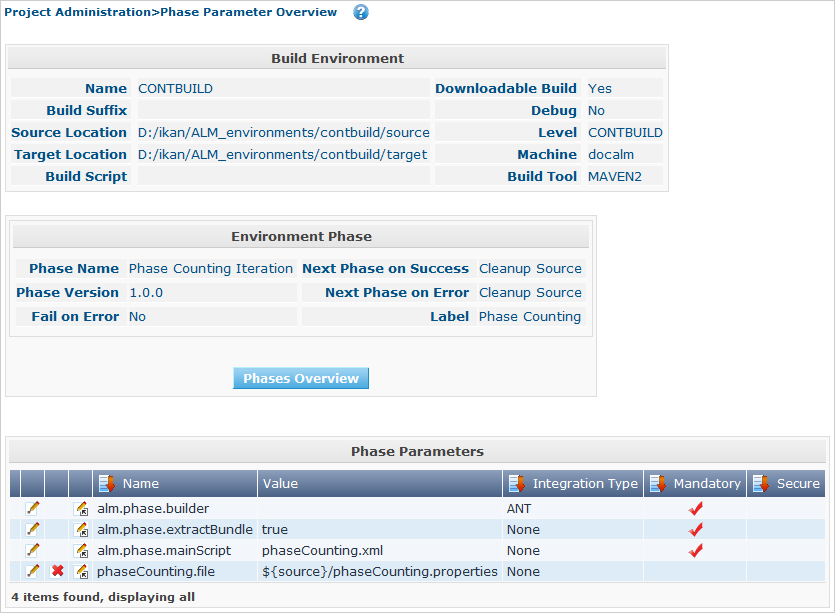 Project Administration>Phase Parameter Overview ?
Build Environment
Name CONTBUILD Downloadable Build Yes
Build Suffix Debug No
Source Location D:/ikan/ALM_environments/contbuild/source Level CONTBUILD
Target Location D:/ikan/ALM_environments/contbuild/target Machine docalm
Build Script Build Tool MAVEN2
Environment Phase
Phase Name Phase Counting Iteration Next Phase on Success Cleanup Source
Phase Version 1.0.0 Next Phase on Error Cleanup Source
Fail on Error No Label Phase Counting
Phases Overview
Phase Parameters
Name Value Integration Type Mandatory Secure
alm.phase.builder ANT
alm.phase.extractBundle true None
alm.phase.mainScript phaseCounting.xml None
phaseCounting.file ${source}/phaseCounting.properties None
4 items found, displaying all